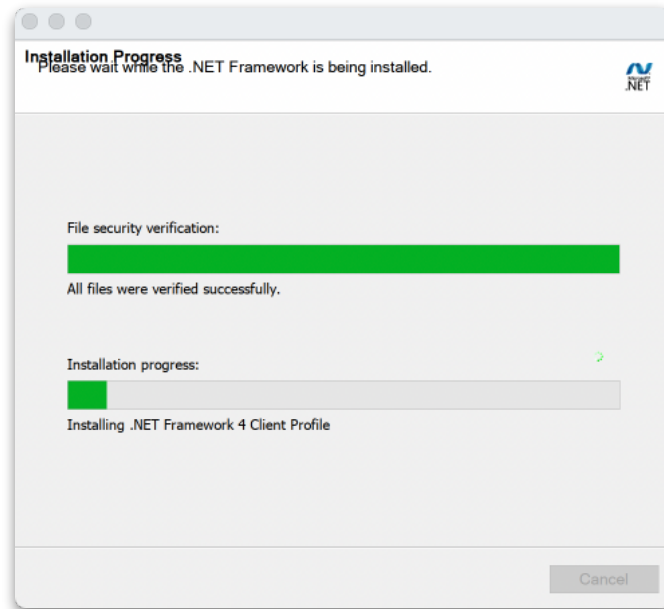 Installation Progress
Please wait while the .NET Framework is being installed.
Microsoft
.NET
File security verification:
All files were verified successfully.
Installation progress:
Installing .NET Framework 4 Client Profile
Cancel